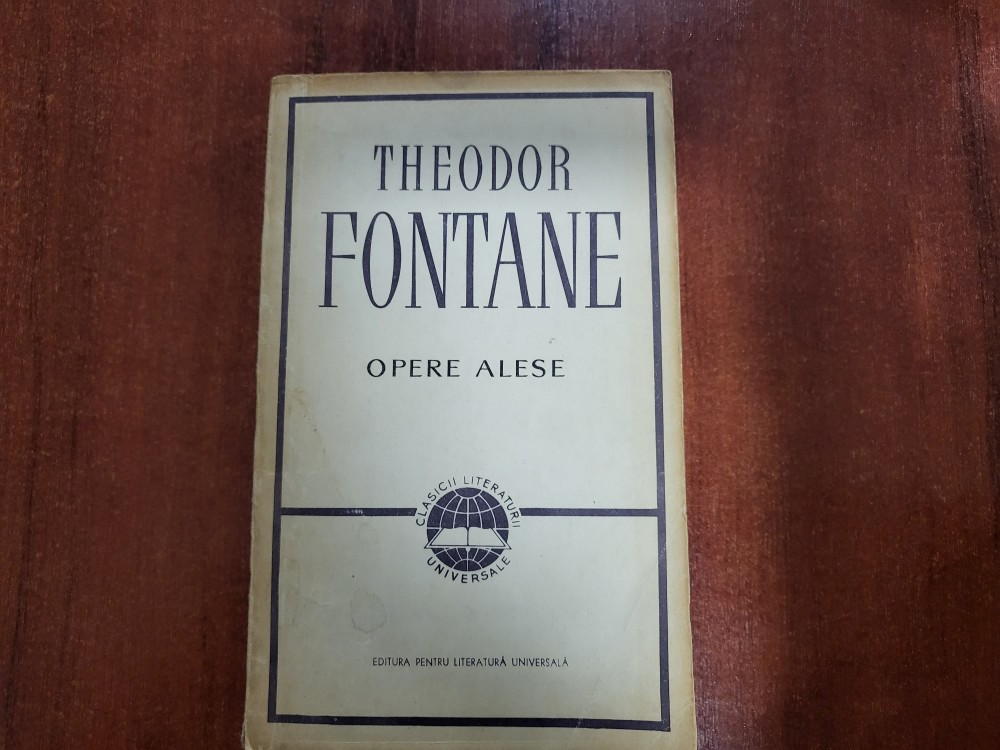 THEODOR
FONTANE
OPERE ALESE
CLASICII LITERATURII
UNIVERSALE
EDITURA PENTRU LITERATURĂ UNIVERSALĂ